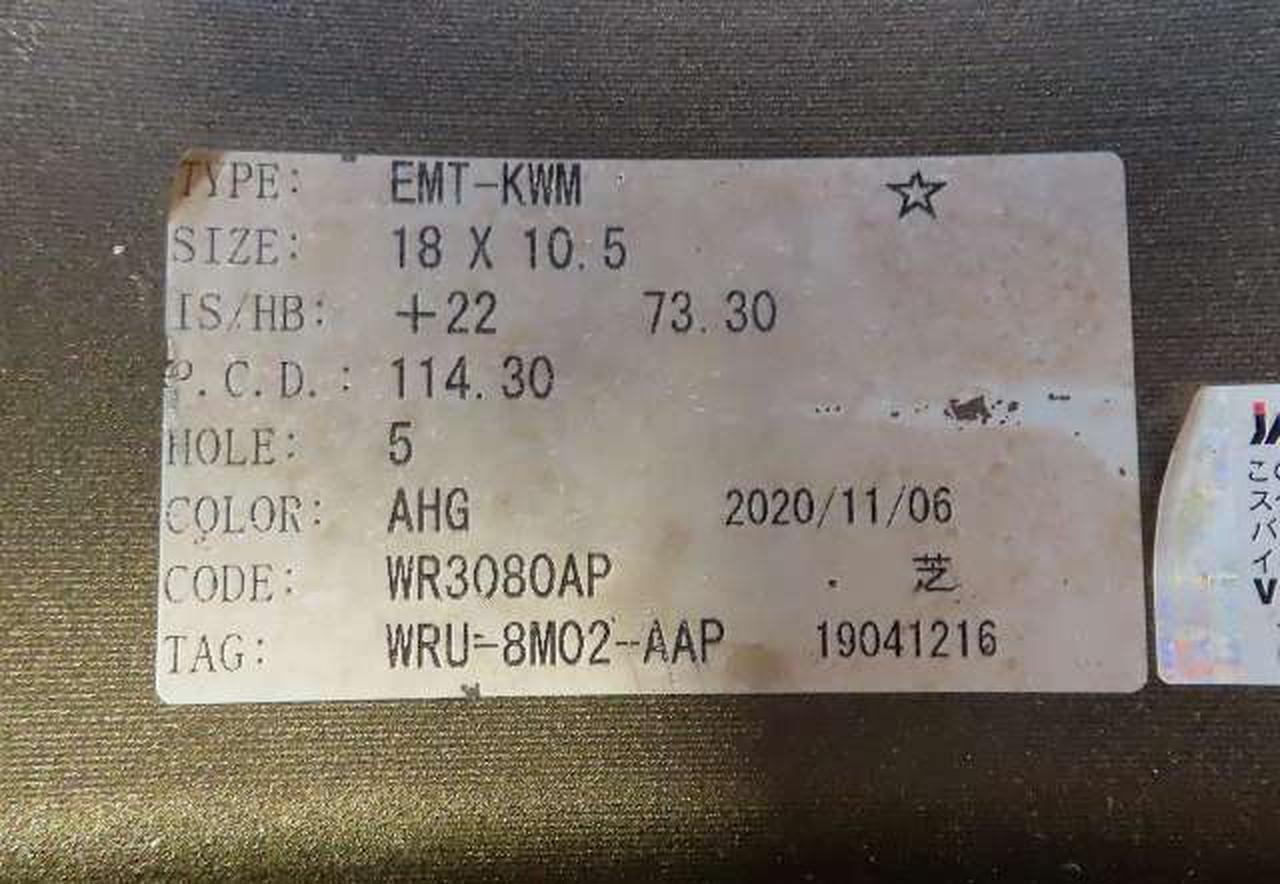 TYPE: EMT-KWM ☆
SIZE: 18 X 10.5
IS/HB: +22 73.30
P.C.D.: 114.30
HOLE: 5
COLOR: AHG 2020/11/06
CODE: WR3080AP . 芝
TAG: WRU-8M02-AAP 19041216